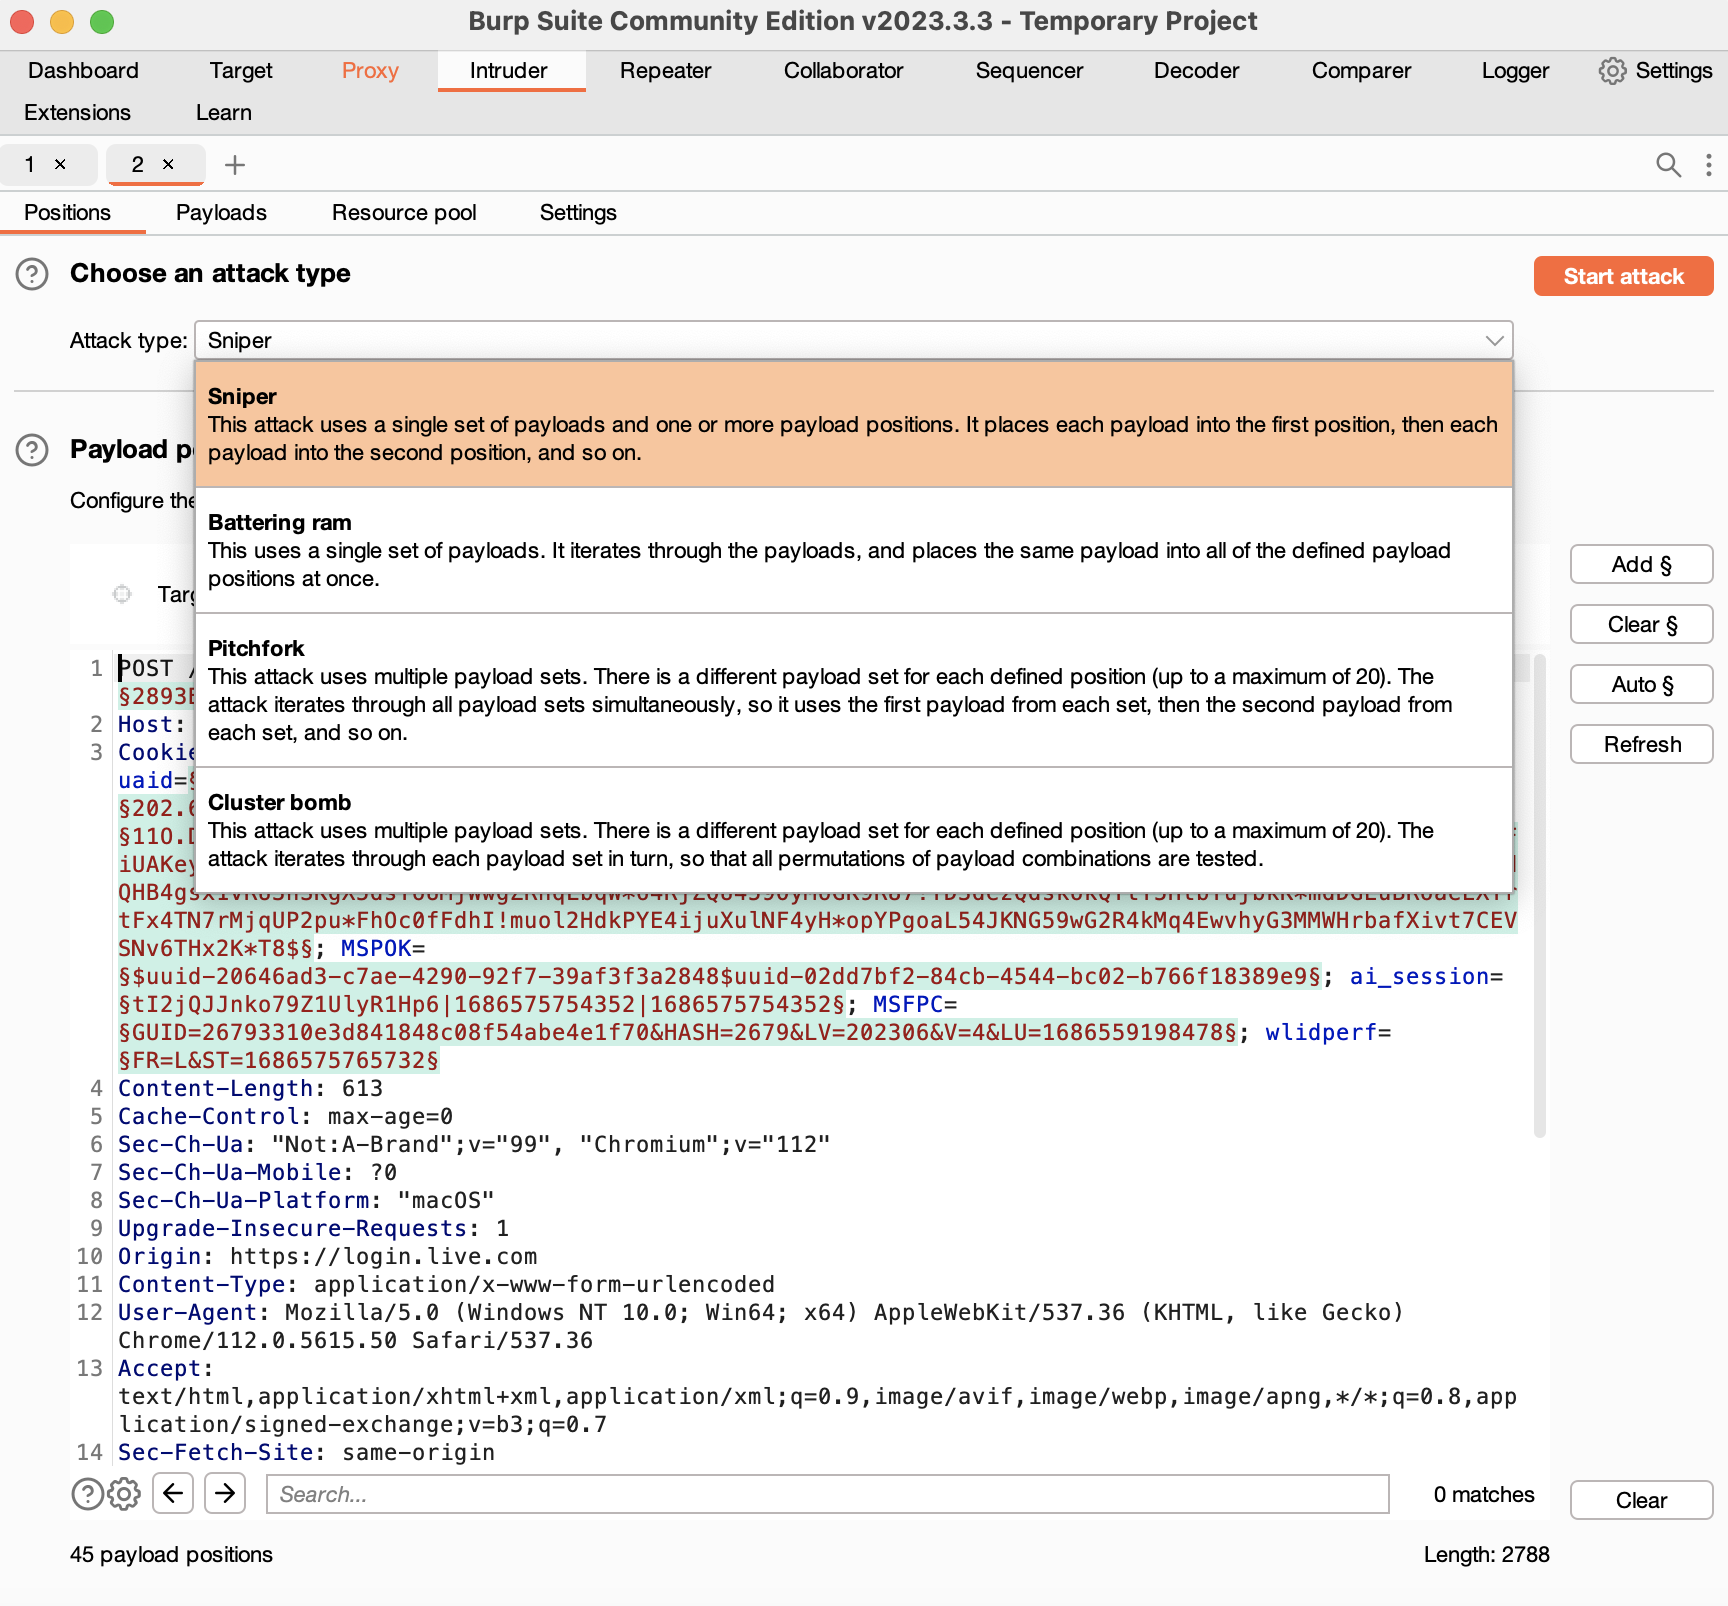 Burp Suite Community Edition v2023.3.3 - Temporary Project
Dashboard Target Proxy Intruder Repeater Collaborator Sequencer Decoder Comparer Logger Settings
Extensions Learn
1 × 2 × +
Positions Payloads Resource pool Settings
? Choose an attack type Start attack
Attack type: Sniper
Sniper
This attack uses a single set of payloads and one or more payload positions. It places each payload into the first position, then each
payload into the second position, and so on.
? Payload
Configure the
Battering ram
This uses a single set of payloads. It iterates through the payloads, and places the same payload into all of the defined payload
positions at once.
Add §
Clear §
Auto §
Refresh
Pitchfork
This attack uses multiple payload sets. There is a different payload set for each defined position (up to a maximum of 20). The
attack iterates through all payload sets simultaneously, so it uses the first payload from each set, then the second payload from
each set, and so on.
Cluster bomb
This attack uses multiple payload sets. There is a different payload set for each defined position (up to a maximum of 20). The
attack iterates through each payload set in turn, so that all permutations of payload combinations are tested.
1 POST /
§2893
2 Host:
3 Cookie
uaid=§
§202.
§11O.
iUAKey
tFx4TN7rMjqUP2pu*FhOc0fFdhI!muol2HdkPYE4ijuXulNF4yH*opYPgoaL54JKNG59wG2R4kMq4EwvhyG3MMWHrbafXivt7CEV
SNv6THx2K*T8$§; MSPOK=
§$uuid-20646ad3-c7ae-4290-92f7-39af3f3a2848$uuid-02dd7bf2-84cb-4544-bc02-b766f18389e9§; ai_session=
§tI2jQJJnko79Z1UlyR1Hp6|1686575754352|1686575754352§; MSFPC=
§GUID=26793310e3d841848c08f54abe4e1f70&HASH=2679&LV=202306&V=4&LU=1686559198478§; wlidperf=
§FR=L&ST=1686575765732§
4 Content-Length: 613
5 Cache-Control: max-age=0
6 Sec-Ch-Ua: "Not:A-Brand";v="99", "Chromium";v="112"
7 Sec-Ch-Ua-Mobile: ?0
8 Sec-Ch-Ua-Platform: "macOS"
9 Upgrade-Insecure-Requests: 1
10 Origin: https://login.live.com
11 Content-Type: application/x-www-form-urlencoded
12 User-Agent: Mozilla/5.0 (Windows NT 10.0; Win64; x64) AppleWebKit/537.36 (KHTML, like Gecko)
Chrome/112.0.5615.50 Safari/537.36
13 Accept:
text/html,application/xhtml+xml,application/xml;q=0.9,image/avif,image/webp,image/apng,*/*;q=0.8,app
lication/signed-exchange;v=b3;q=0.7
14 Sec-Fetch-Site: same-origin
? Search... 0 matches Clear
45 payload positions Length: 2788